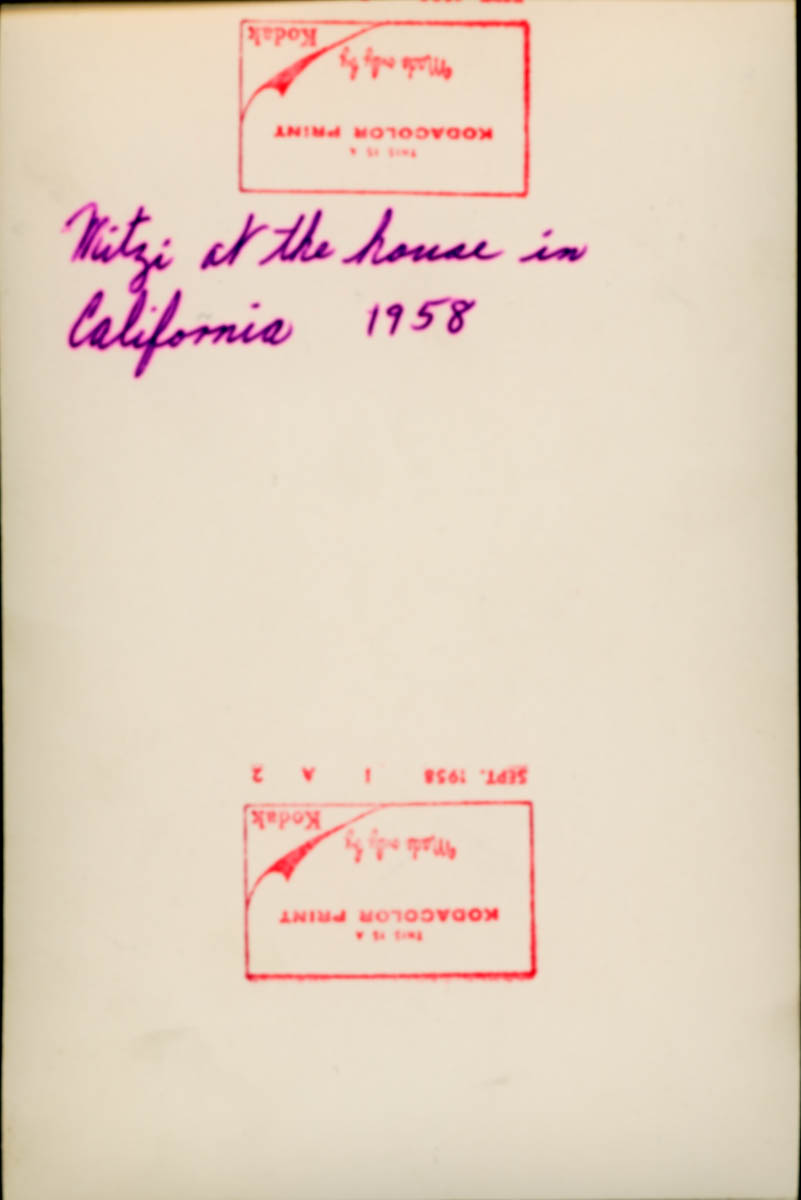 THIS IS A
KODACOLOR PRINT
Made only by
Kodak
Mitzi at the house in
California 1958
THIS IS A
KODACOLOR PRINT
Made only by
Kodak
SEPT. 1958 1 A 2